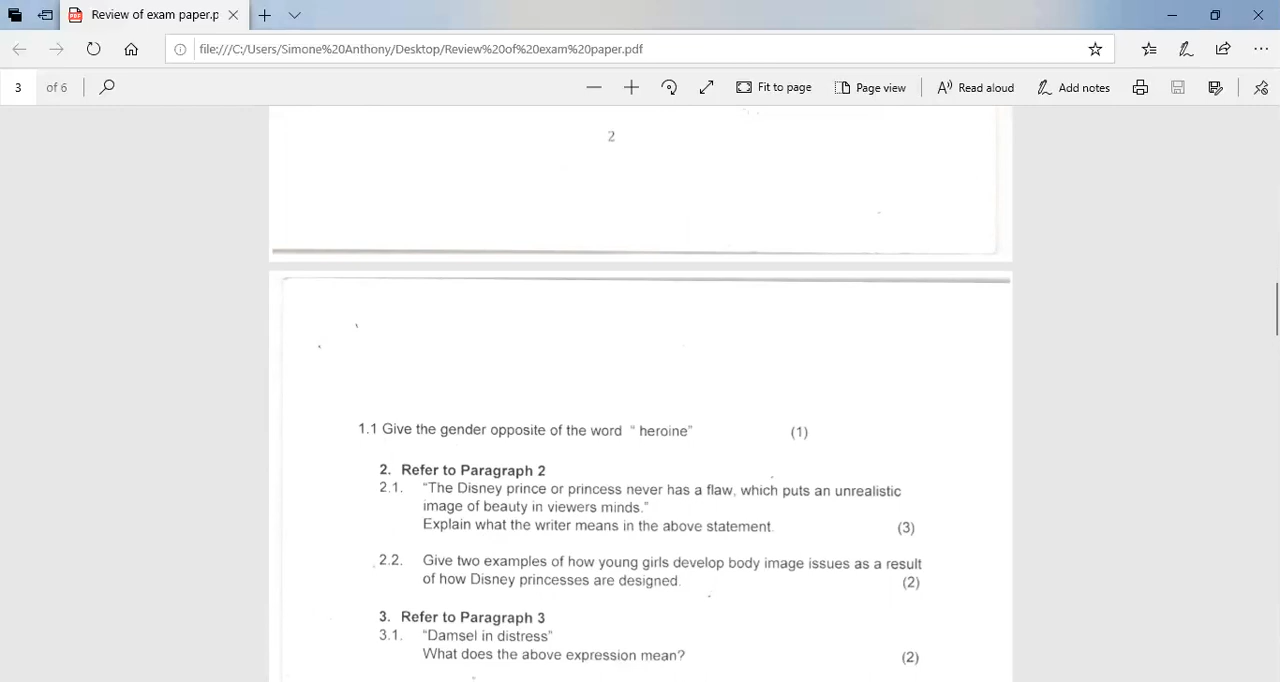 Review of exam paper.p
file:///C:/Users/Simone%20Anthony/Desktop/Review%20of%20exam%20paper.pdf
3 of 6 Fit to page Page view Read aloud Add notes
2
1.1 Give the gender opposite of the word “ heroine” (1)
2. Refer to Paragraph 2
2.1. “The Disney prince or princess never has a flaw, which puts an unrealistic
image of beauty in viewers minds.”
Explain what the writer means in the above statement. (3)
2.2. Give two examples of how young girls develop body image issues as a result
of how Disney princesses are designed. (2)
3. Refer to Paragraph 3
3.1. “Damsel in distress”
What does the above expression mean? (2)